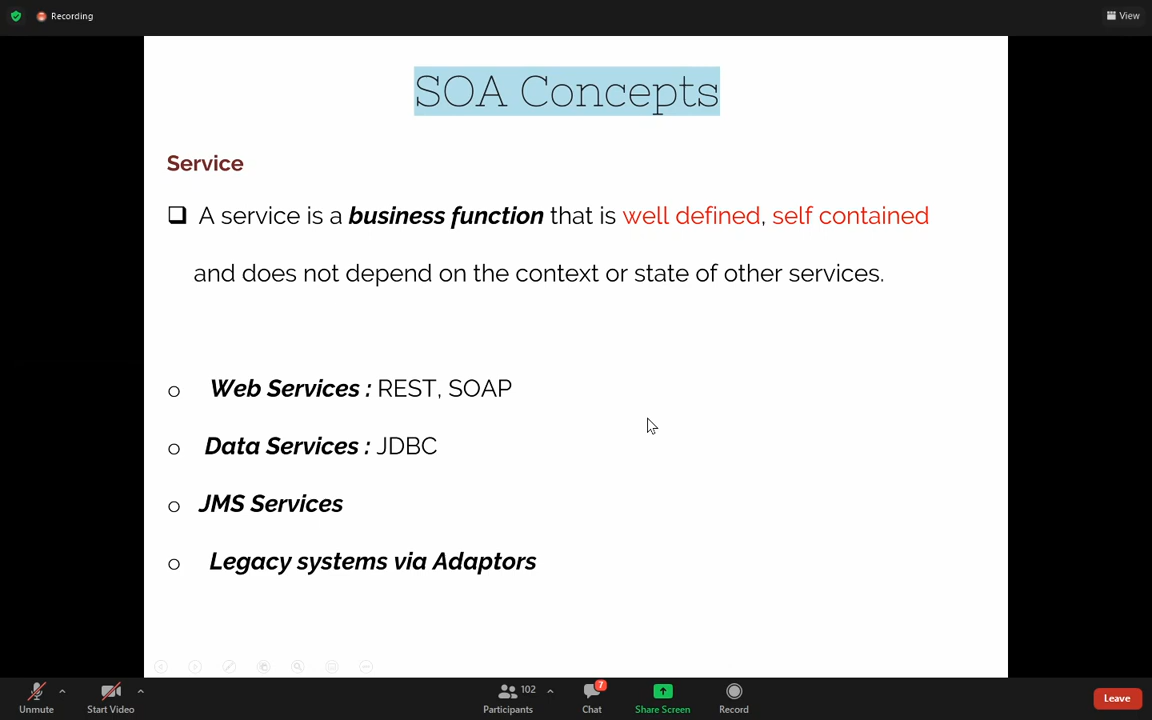 Recording
View
SOA Concepts
Service
A service is a business function that is well defined, self contained
and does not depend on the context or state of other services.
Web Services : REST, SOAP
Data Services : JDBC
JMS Services
Legacy systems via Adaptors
Unmute
Start Video
102
Participants
7
Chat
Share Screen
Record
Leave